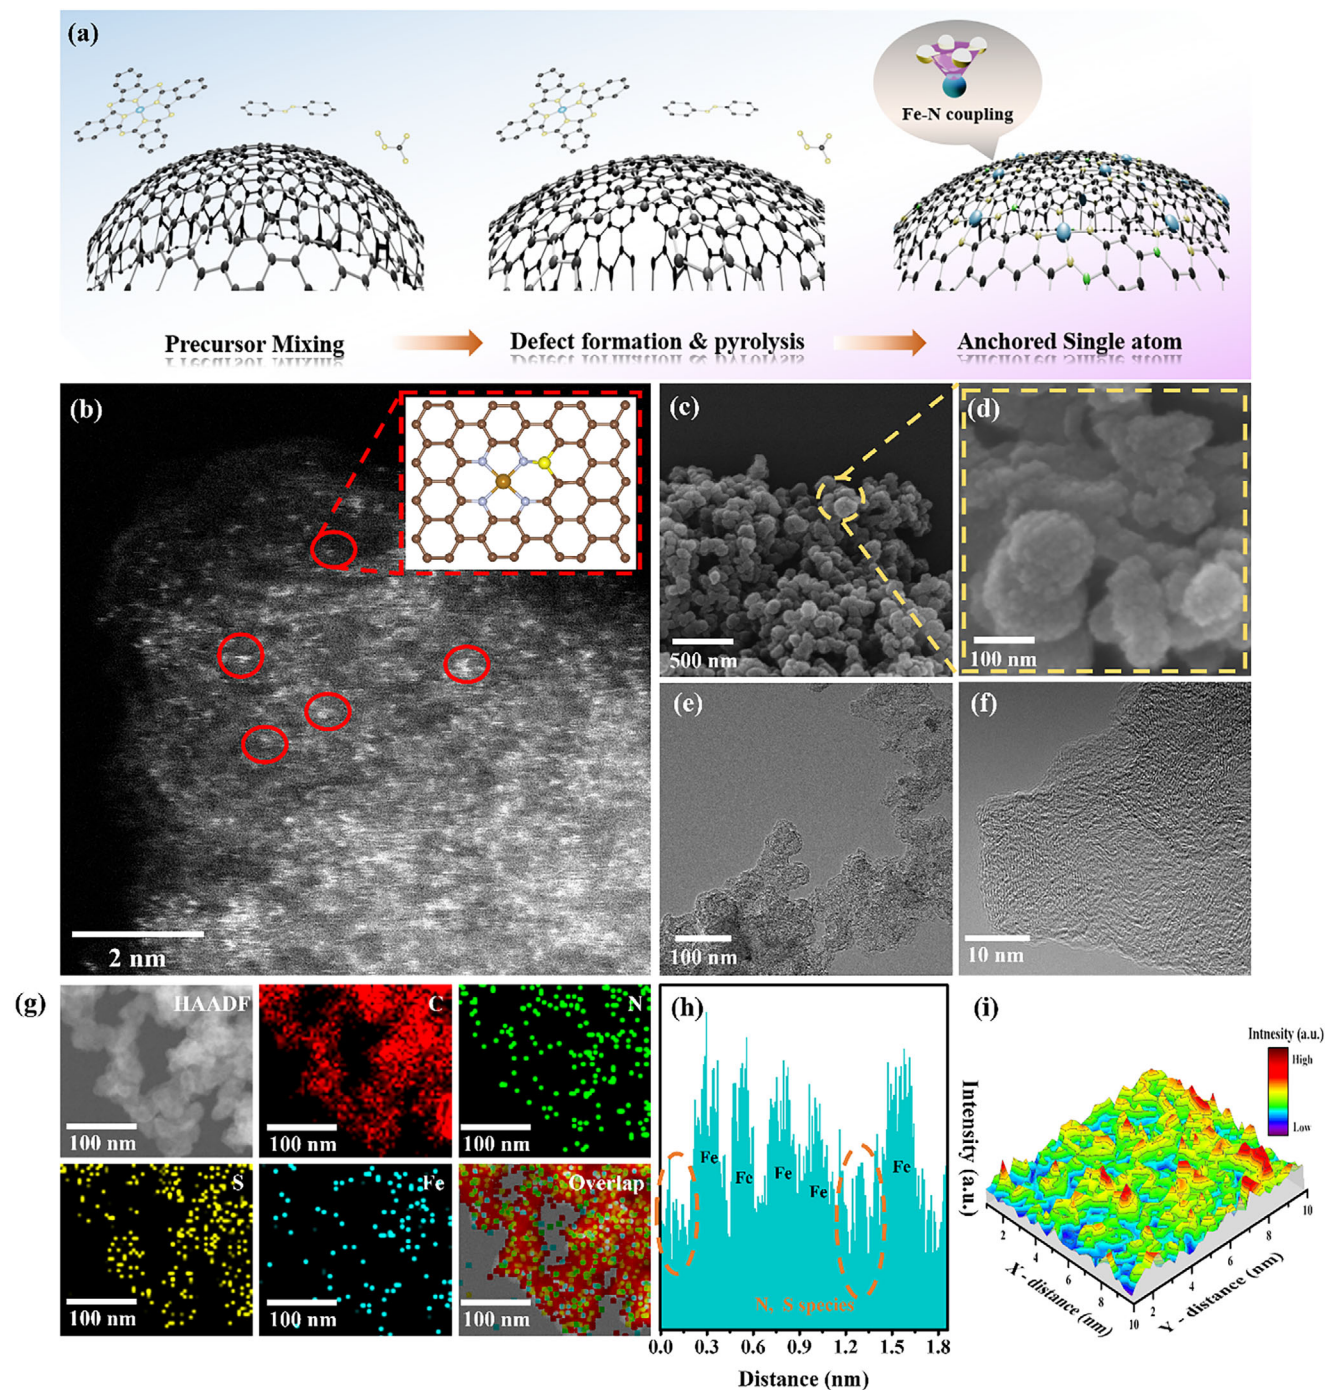 (a)
Fe-N coupling
Precursor Mixing
Defect formation & pyrolysis
Anchored Single atom
(b)
2 nm
(c)
500 nm
(d)
100 nm
(e)
100 nm
(f)
10 nm
(g)
HAADF
100 nm
C
100 nm
N
100 nm
S
100 nm
Fe
100 nm
Overlap
100 nm
(h)
Fe
Fe
Fe
Fe
Fe
N, S species
0.0 0.3 0.6 0.9 1.2 1.5 1.8
Distance (nm)
Intensity (a.u.)
(i)
Intnesity (a.u.)
High
Low
2 4 6 8 10
X - distance (nm)
2 4 6 8 10
Y - distance (nm)